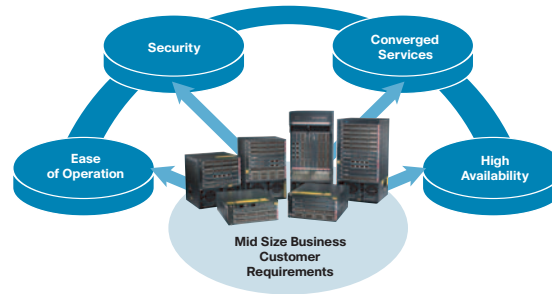 Security
Converged
Services
Ease
of Operation
High
Availability
Mid Size Business
Customer
Requirements